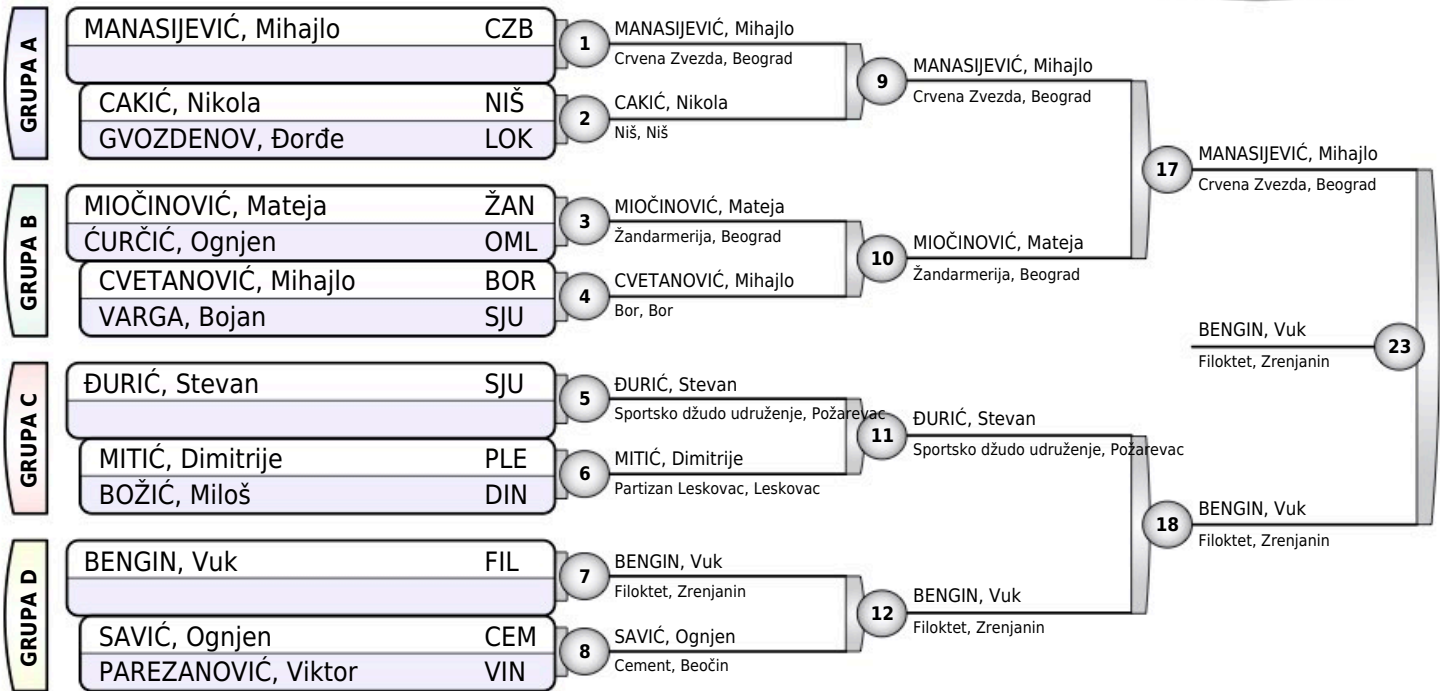 GRUPA A
MANASIJEVIĆ, Mihajlo CZB
CAKIĆ, Nikola NIŠ
GVOZDENOV, Đorđe LOK
1
MANASIJEVIĆ, Mihajlo
Crvena Zvezda, Beograd
2
CAKIĆ, Nikola
Niš, Niš
9
MANASIJEVIĆ, Mihajlo
Crvena Zvezda, Beograd
GRUPA B
MIOČINOVIĆ, Mateja ŽAN
ĆURČIĆ, Ognjen OML
CVETANOVIĆ, Mihajlo BOR
VARGA, Bojan SJU
3
MIOČINOVIĆ, Mateja
Žandarmerija, Beograd
4
CVETANOVIĆ, Mihajlo
Bor, Bor
10
MIOČINOVIĆ, Mateja
Žandarmerija, Beograd
17
MANASIJEVIĆ, Mihajlo
Crvena Zvezda, Beograd
GRUPA C
ĐURIĆ, Stevan SJU
MITIĆ, Dimitrije PLE
BOŽIĆ, Miloš DIN
5
ĐURIĆ, Stevan
Sportsko džudo udruženje, Požarevac
6
MITIĆ, Dimitrije
Partizan Leskovac, Leskovac
11
ĐURIĆ, Stevan
Sportsko džudo udruženje, Požarevac
GRUPA D
BENGIN, Vuk FIL
SAVIĆ, Ognjen CEM
PAREZANOVIĆ, Viktor VIN
7
BENGIN, Vuk
Filoktet, Zrenjanin
8
SAVIĆ, Ognjen
Cement, Beočin
12
BENGIN, Vuk
Filoktet, Zrenjanin
18
BENGIN, Vuk
Filoktet, Zrenjanin
BENGIN, Vuk
Filoktet, Zrenjanin
23